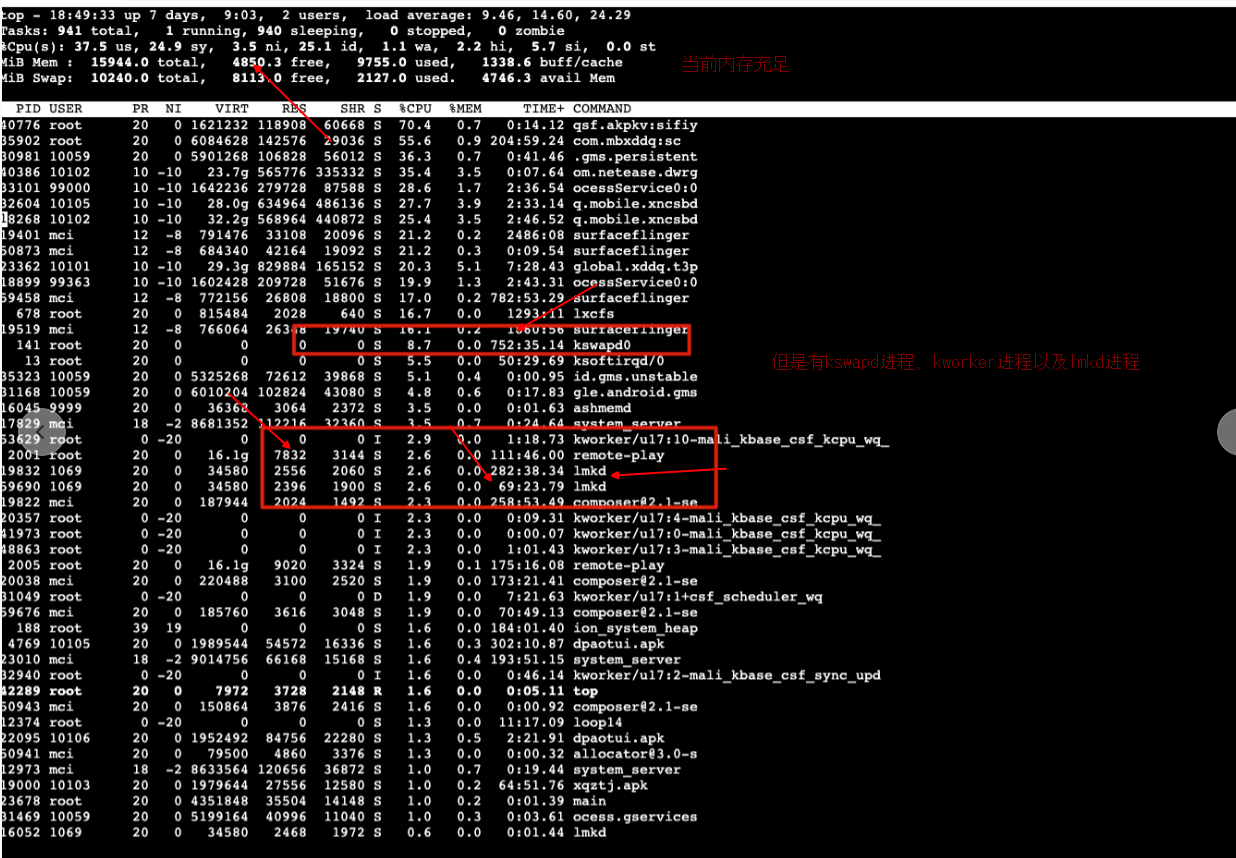 top - 18:49:33 up 7 days, 9:03, 2 users, load average: 9.46, 14.60, 24.29
Tasks: 941 total, 1 running, 940 sleeping, 0 stopped, 0 zombie
%Cpu(s): 37.5 us, 24.9 sy, 3.5 ni, 25.1 id, 1.1 wa, 2.2 hi, 5.7 si, 0.0 st
MiB Mem : 15944.0 total, 4850.3 free, 9755.0 used, 1338.6 buff/cache 当前内存充足
MiB Swap: 10240.0 total, 8113.0 free, 2127.0 used. 4746.3 avail Mem
PID USER PR NI VIRT RES SHR S %CPU %MEM TIME+ COMMAND
40776 root 20 0 1621232 118908 60668 S 70.4 0.7 0:14.12 qsf.akpkv:sifiy
35902 root 20 0 6084628 142576 29036 S 55.6 0.9 204:59.24 com.mbxddq:sc
30981 10059 20 0 5901268 106828 56012 S 36.3 0.7 0:41.46 .gms.persistent
40386 10102 10 -10 23.7g 565776 335332 S 35.4 3.5 0:07.64 om.netease.dwrg
33101 99000 10 -10 1642236 279728 87588 S 28.6 1.7 2:36.54 ocessService0:0
32604 10105 10 -10 28.0g 634964 486136 S 27.7 3.9 2:33.14 q.mobile.xncsbd
18268 10102 10 -10 32.2g 568964 440872 S 25.4 3.5 2:46.52 q.mobile.xncsbd
19401 mci 12 -8 791476 33108 20096 S 21.2 0.2 2486:08 surfaceflinger
50873 mci 12 -8 684340 42164 19092 S 21.2 0.3 0:09.54 surfaceflinger
23362 10101 10 -10 29.3g 829884 165152 S 20.3 5.1 7:28.43 global.xddq.t3p
18899 99363 10 -10 1602428 209728 51676 S 19.9 1.3 2:43.31 ocessService0:0
59458 mci 12 -8 772156 26808 18800 S 17.0 0.2 782:53.29 surfaceflinger
678 root 20 0 815484 2028 640 S 16.7 0.0 1293:11 lxcfs
19519 mci 12 -8 766064 26348 19740 S 16.1 0.2 1860:56 surfaceflinger
141 root 20 0 0 0 0 S 8.7 0.0 752:35.14 kswapd0
13 root 20 0 0 0 0 S 5.5 0.0 50:29.69 ksoftirqd/0
但是有kswapd进程、kworker进程以及lmkd进程
35323 10059 20 0 5325268 72612 39868 S 5.1 0.4 0:00.95 id.gms.unstable
31168 10059 20 0 6010204 102824 43080 S 4.8 0.6 0:17.83 gle.android.gms
16045 9999 20 0 36368 3064 2372 S 3.5 0.0 0:01.63 ashmemd
17829 mci 18 -2 8681352 112216 32360 S 3.5 0.7 0:24.64 system_server
53629 root 0 -20 0 0 0 I 2.9 0.0 1:18.73 kworker/u17:10-mali_kbase_csf_kcpu_wq_
2001 root 20 0 16.1g 7832 3144 S 2.6 0.0 111:46.00 remote-play
19832 1069 20 0 34580 2556 2060 S 2.6 0.0 282:38.34 lmkd
59690 1069 20 0 34580 2396 1900 S 2.6 0.0 69:23.79 lmkd
19822 mci 20 0 187944 2024 1492 S 2.3 0.0 258:53.49 composer@2.1-se
20357 root 0 -20 0 0 0 I 2.3 0.0 0:09.31 kworker/u17:4-mali_kbase_csf_kcpu_wq_
41973 root 0 -20 0 0 0 I 2.3 0.0 0:00.07 kworker/u17:0-mali_kbase_csf_kcpu_wq_
48863 root 0 -20 0 0 0 I 2.3 0.0 1:01.43 kworker/u17:3-mali_kbase_csf_kcpu_wq_
2005 root 20 0 16.1g 9020 3324 S 1.9 0.1 175:16.08 remote-play
20038 mci 20 0 220488 3100 2520 S 1.9 0.0 173:21.41 composer@2.1-se
31049 root 0 -20 0 0 0 D 1.9 0.0 7:21.63 kworker/u17:1+csf_scheduler_wq
59676 mci 20 0 185760 3616 3048 S 1.9 0.0 70:49.13 composer@2.1-se
188 root 39 19 0 0 0 S 1.6 0.0 184:01.40 ion_system_heap
4769 10105 20 0 1989544 54572 16336 S 1.6 0.3 302:10.87 dpaotui.apk
23010 mci 18 -2 9014756 66168 15168 S 1.6 0.4 193:51.15 system_server
32940 root 0 -20 0 0 0 I 1.6 0.0 0:46.14 kworker/u17:2-mali_kbase_csf_sync_upd
42289 root 20 0 7972 3728 2148 R 1.6 0.0 0:05.11 top
50943 mci 20 0 150864 3876 2416 S 1.6 0.0 0:00.92 composer@2.1-se
12374 root 0 -20 0 0 0 S 1.3 0.0 11:17.09 loop14
22095 10106 20 0 1952492 84756 22280 S 1.3 0.5 2:21.91 dpaotui.apk
50941 mci 20 0 79500 4860 3376 S 1.3 0.0 0:00.32 allocator@3.0-s
12973 mci 18 -2 8633564 120656 36872 S 1.0 0.7 0:19.44 system_server
19000 10103 20 0 1979644 27556 12580 S 1.0 0.2 64:51.76 xqztj.apk
23678 root 20 0 4351848 35504 14148 S 1.0 0.2 0:01.39 main
31469 10059 20 0 5199164 40996 11040 S 1.0 0.3 0:03.61 ocess.gservices
16052 1069 20 0 34580 2468 1972 S 0.6 0.0 0:01.44 lmkd